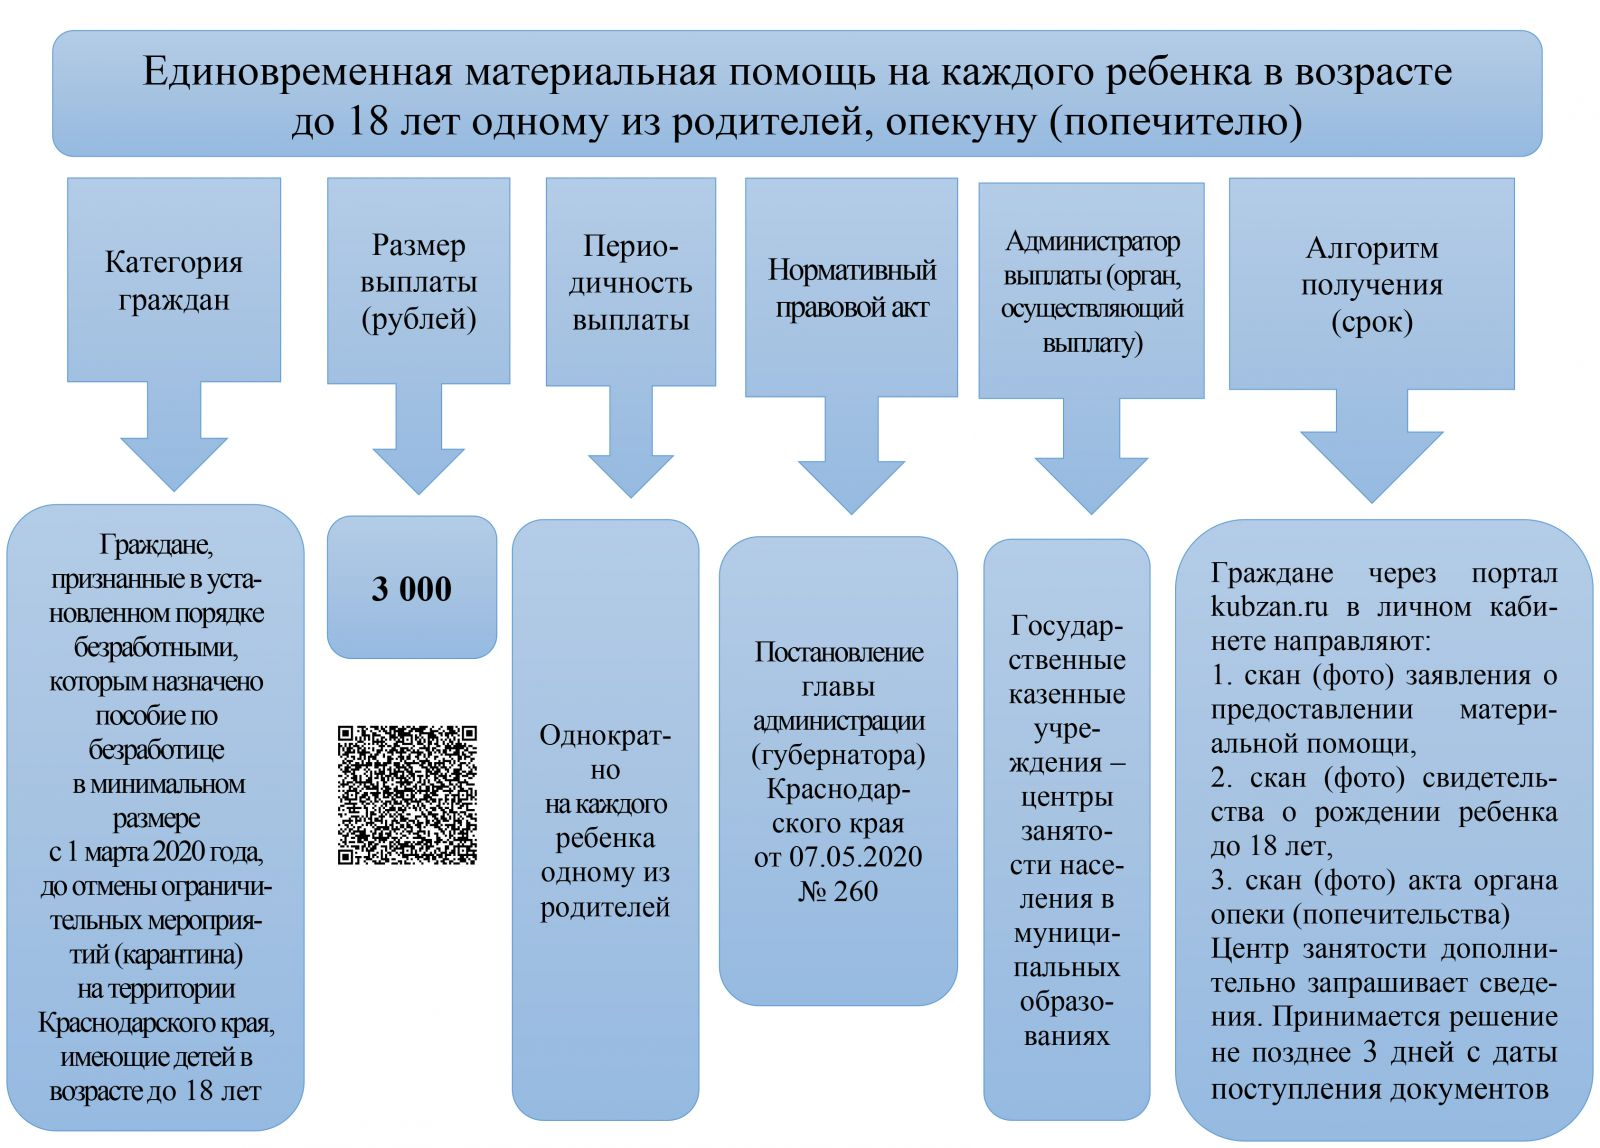 Единовременная материальная помощь на каждого ребенка в возрасте
до 18 лет одному из родителей, опекуну (попечителю)
Категория
граждан
Размер
выплаты
(рублей)
Перио-
дичность
выплаты
Нормативный
правовой акт
Администратор
выплаты (орган,
осуществляющий
выплату)
Алгоритм
получения
(срок)
Граждане,
признанные в уста-
новленном порядке
безработными,
которым назначено
пособие по
безработице
в минимальном
размере
с 1 марта 2020 года,
до отмены ограничи-
тельных мероприя-
тий (карантина)
на территории
Краснодарского края,
имеющие детей в
возрасте до 18 лет
3 000
Однократ-
но
на каждого
ребенка
одному из
родителей
Постановление
главы
администрации
(губернатора)
Краснодар-
ского края
от 07.05.2020
№ 260
Государ-
ственные
казенные
учре-
ждения –
центры
занято-
сти насе-
ления в
муници-
пальных
образо-
ваниях
Граждане через портал
kubzan.ru в личном каби-
нете направляют:
1. скан (фото) заявления о
предоставлении матери-
альной помощи,
2. скан (фото) свидетель-
ства о рождении ребенка
до 18 лет,
3. скан (фото) акта органа
опеки (попечительства)
Центр занятости дополни-
тельно запрашивает сведе-
ния. Принимается решение
не позднее 3 дней с даты
поступления документов